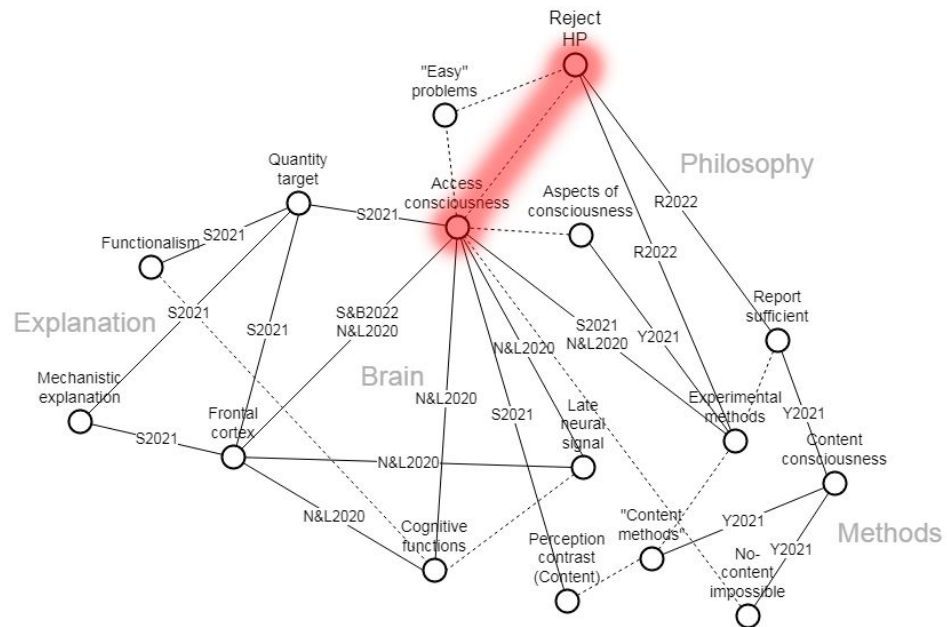 Reject
HP
"Easy"
problems
Philosophy
Quantity
target
Access
consciousness
Aspects of
consciousness
S2021
R2022
Functionalism
S2021
R2022
Explanation
S2021
S2021
S&B2022
N&L2020
S2021
N&L2020
Y2021
Report
sufficient
N&L2020
Brain
Mechanistic
explanation
N&L2020
S2021
Late
neural
signal
Experimental
methods
Y2021
S2021
Frontal
cortex
Content
consciousness
N&L2020
N&L2020
Cognitive
functions
Perception
contrast
(Content)
"Content
methods"
Y2021
Y2021
No-
content
impossible
Methods